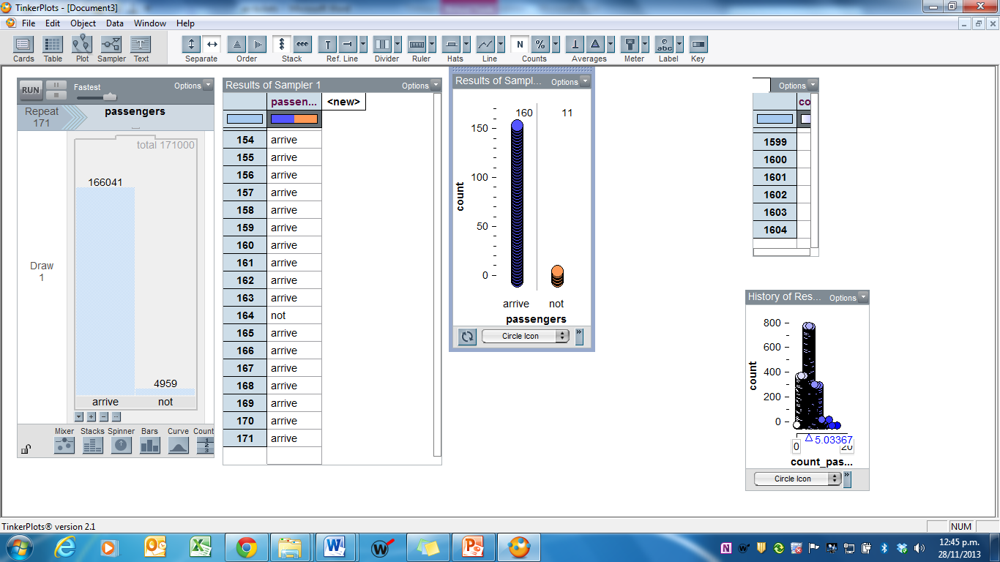 TinkerPlots - [Document3]
File Edit Object Data Window Help
Cards Table Plot Sampler Text Separate Order Stack Ref. Line Divider Ruler Hats Line Counts Averages Meter Label Key
N %
abc
RUN
Fastest
Options
Repeat
171
passengers
total 171000
166041
4959
Draw
1
arrive not
Mixer Stacks Spinner Bars Curve Count
1
2
3
Results of Sampler 1 Options
passen... <new>
154 arrive
155 arrive
156 arrive
157 arrive
158 arrive
159 arrive
160 arrive
161 arrive
162 arrive
163 arrive
164 not
165 arrive
166 arrive
167 arrive
168 arrive
169 arrive
170 arrive
171 arrive
Results of Sampl... Options
160 11
150
100
50
0
count
arrive not
passengers
Circle Icon
Options
co
1599
1600
1601
1602
1603
1604
History of Res... Options
800
600
400
200
0
count
5.03367
0 20
count_pas...
Circle Icon
TinkerPlots® version 2.1
NUM
12:45 p.m.
28/11/2013